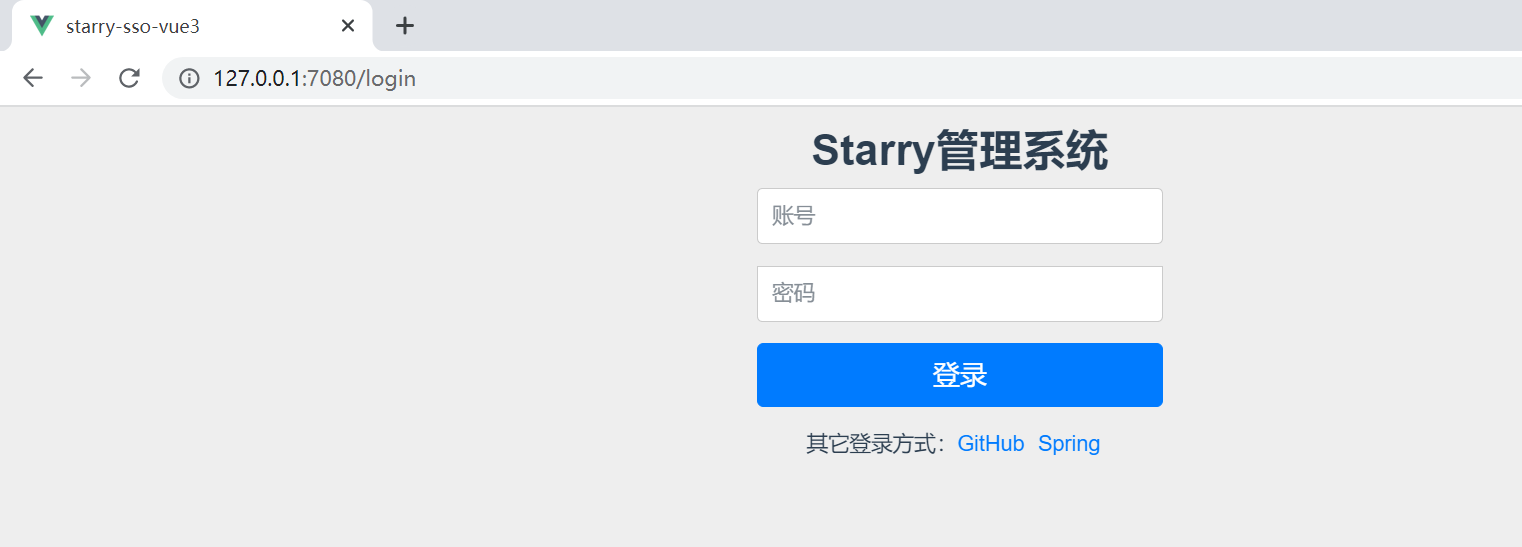 starry-sso-vue3
127.0.0.1:7080/login
Starry管理系统
账号
密码
登录
其它登录方式：GitHub Spring